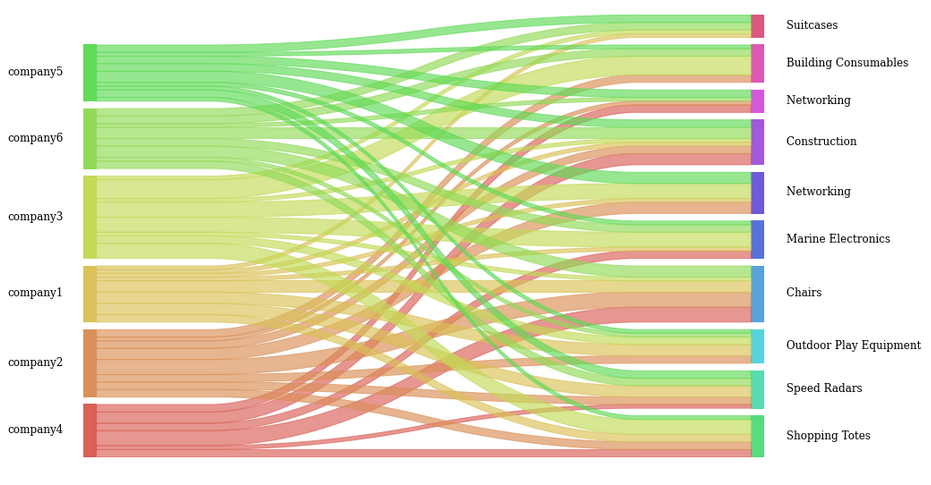 company5
company6
company3
company1
company2
company4
Suitcases
Building Consumables
Networking
Construction
Networking
Marine Electronics
Chairs
Outdoor Play Equipment
Speed Radars
Shopping Totes